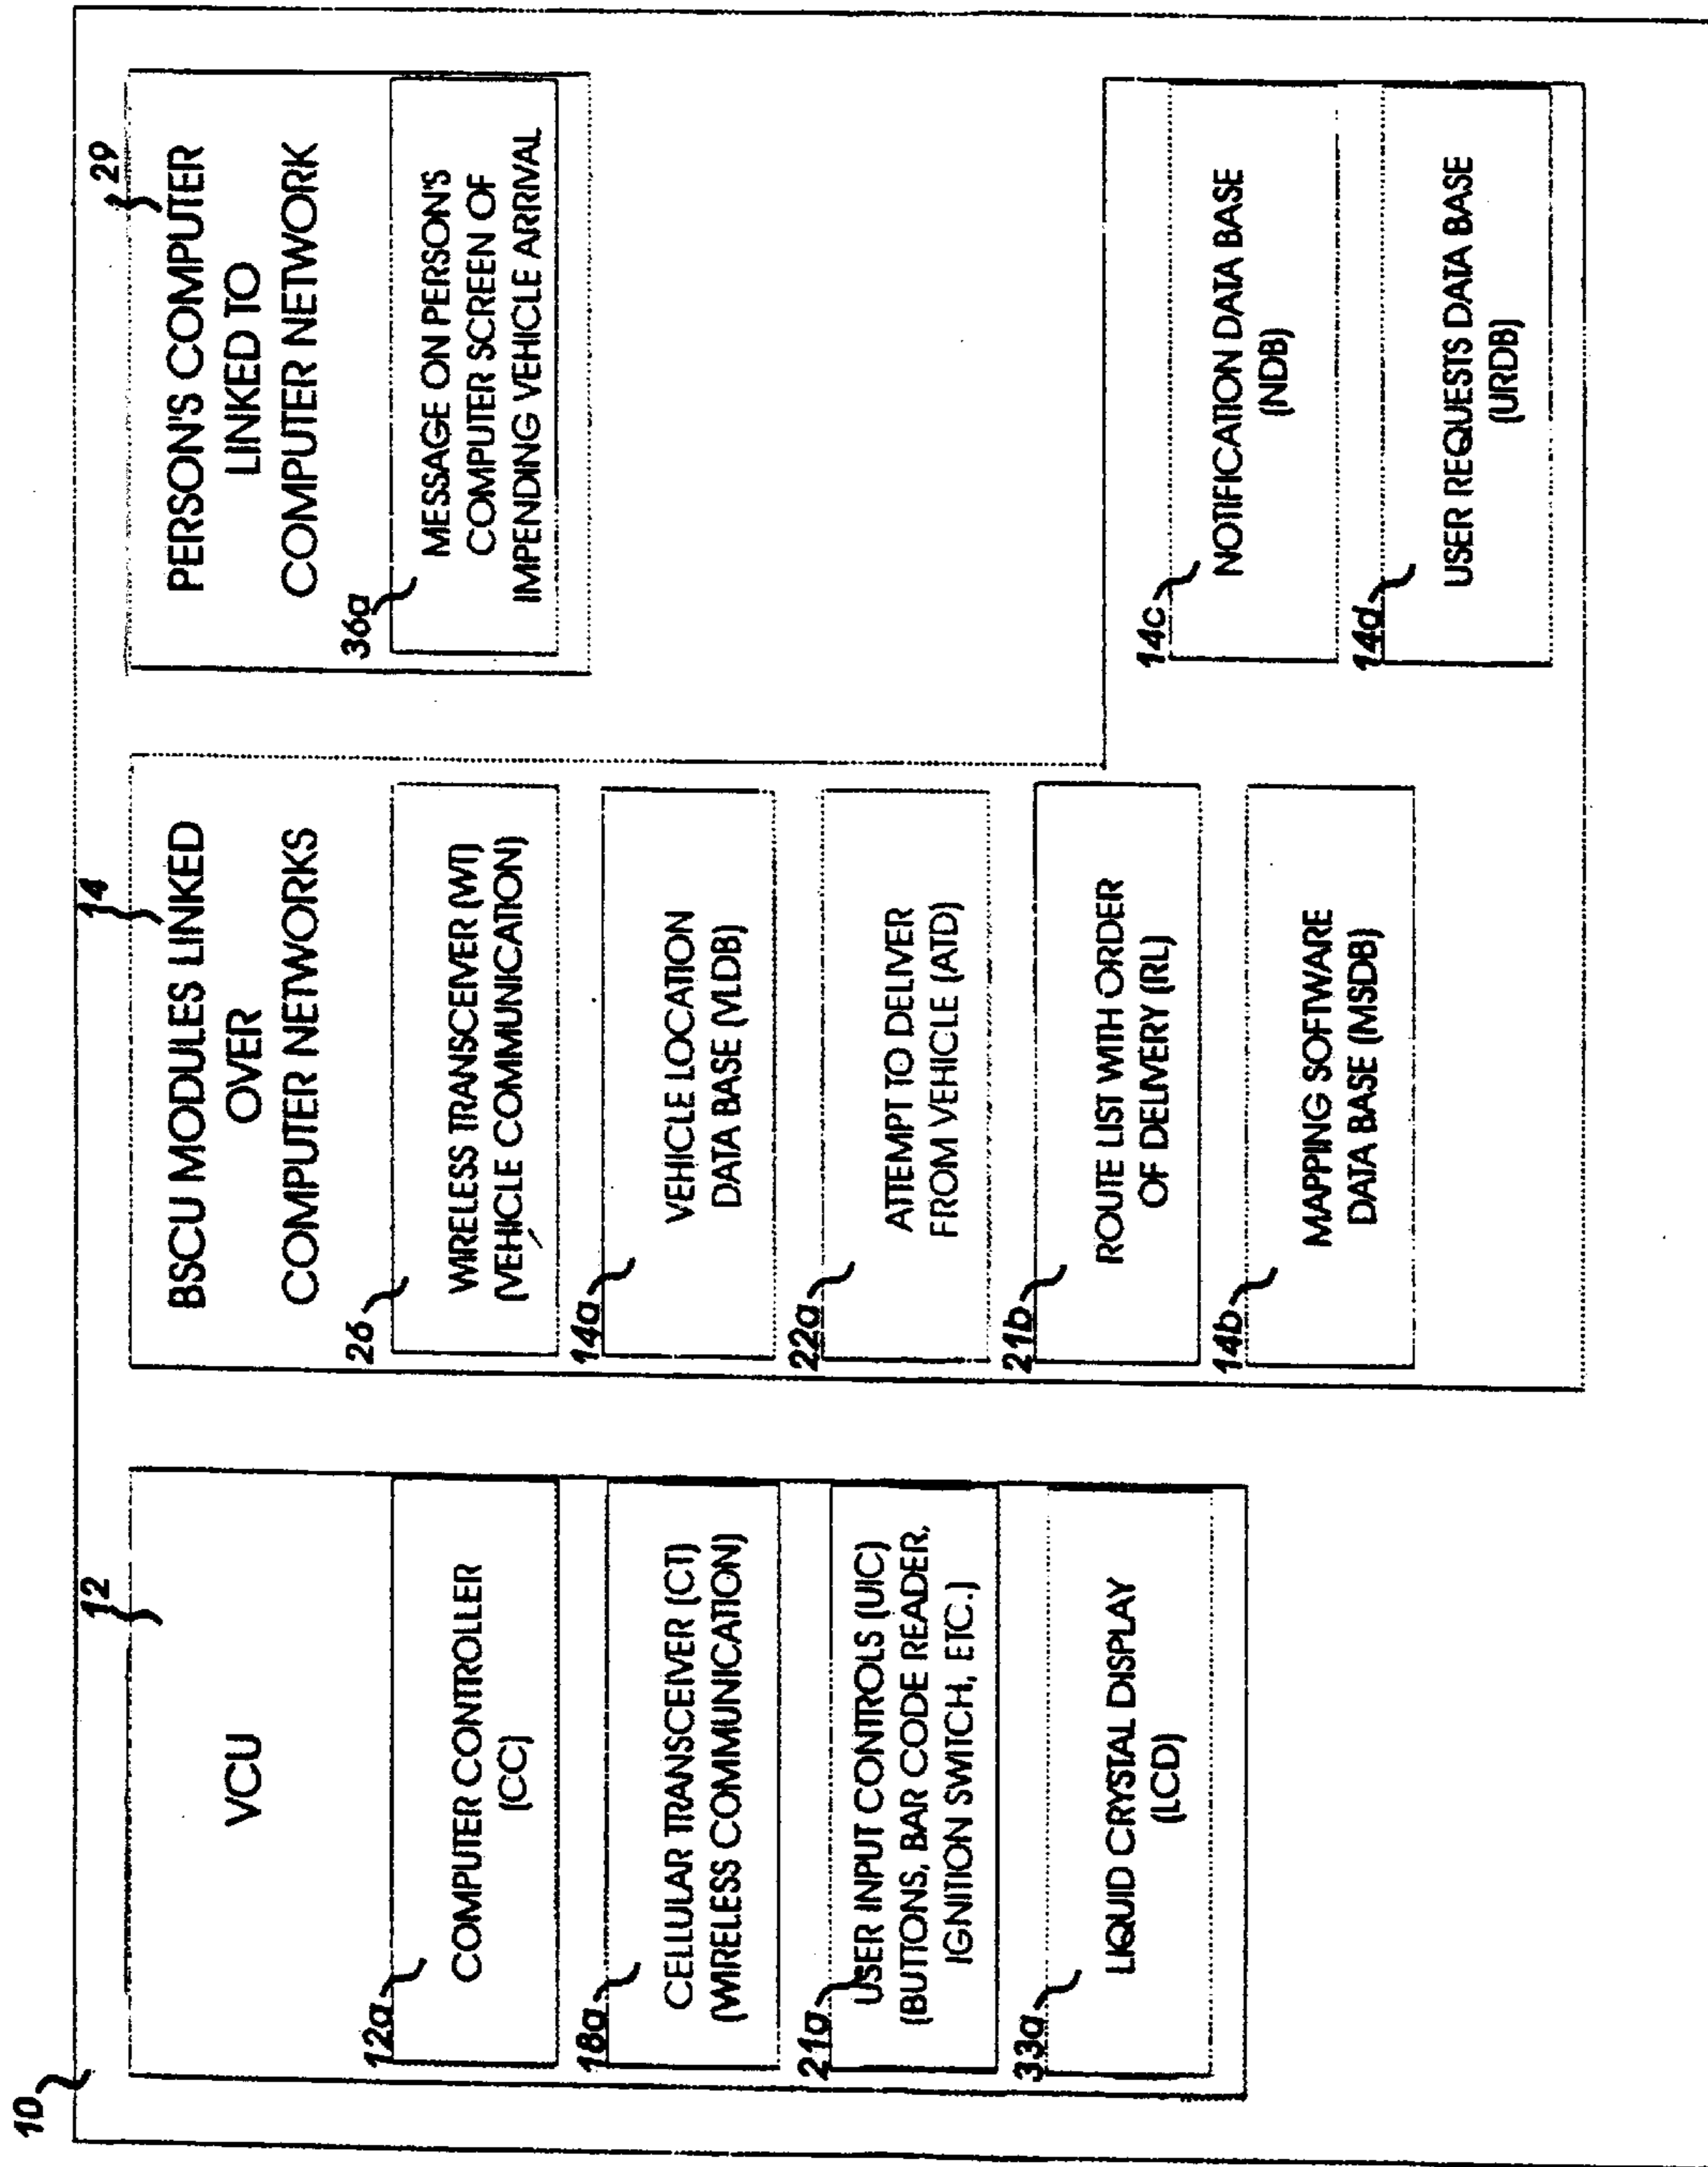 10
12
VCU
12a
COMPUTER CONTROLLER
(CC)
18a
CELLULAR TRANSCEIVER (CT)
(WIRELESS COMMUNICATION)
21a
USER INPUT CONTROLS (UIC)
(BUTTONS, BAR CODE READER,
IGNITION SWITCH, ETC.)
33a
LIQUID CRYSTAL DISPLAY
(LCD)
14
BSCU MODULES LINKED
OVER
COMPUTER NETWORKS
26
WIRELESS TRANSCEIVER (WT)
(VEHICLE COMMUNICATION)
14a
VEHICLE LOCATION
DATA BASE (VLDB)
22a
ATTEMPT TO DELIVER
FROM VEHICLE (ATD)
21b
ROUTE LIST WITH ORDER
OF DELIVERY (RL)
14b
MAPPING SOFTWARE
DATA BASE (MSDB)
29
PERSON'S COMPUTER
LINKED TO
COMPUTER NETWORK
36a
MESSAGE ON PERSON'S
COMPUTER SCREEN OF
IMPENDING VEHICLE ARRIVAL
14c
NOTIFICATION DATA BASE
(NDB)
14d
USER REQUESTS DATA BASE
(URDB)